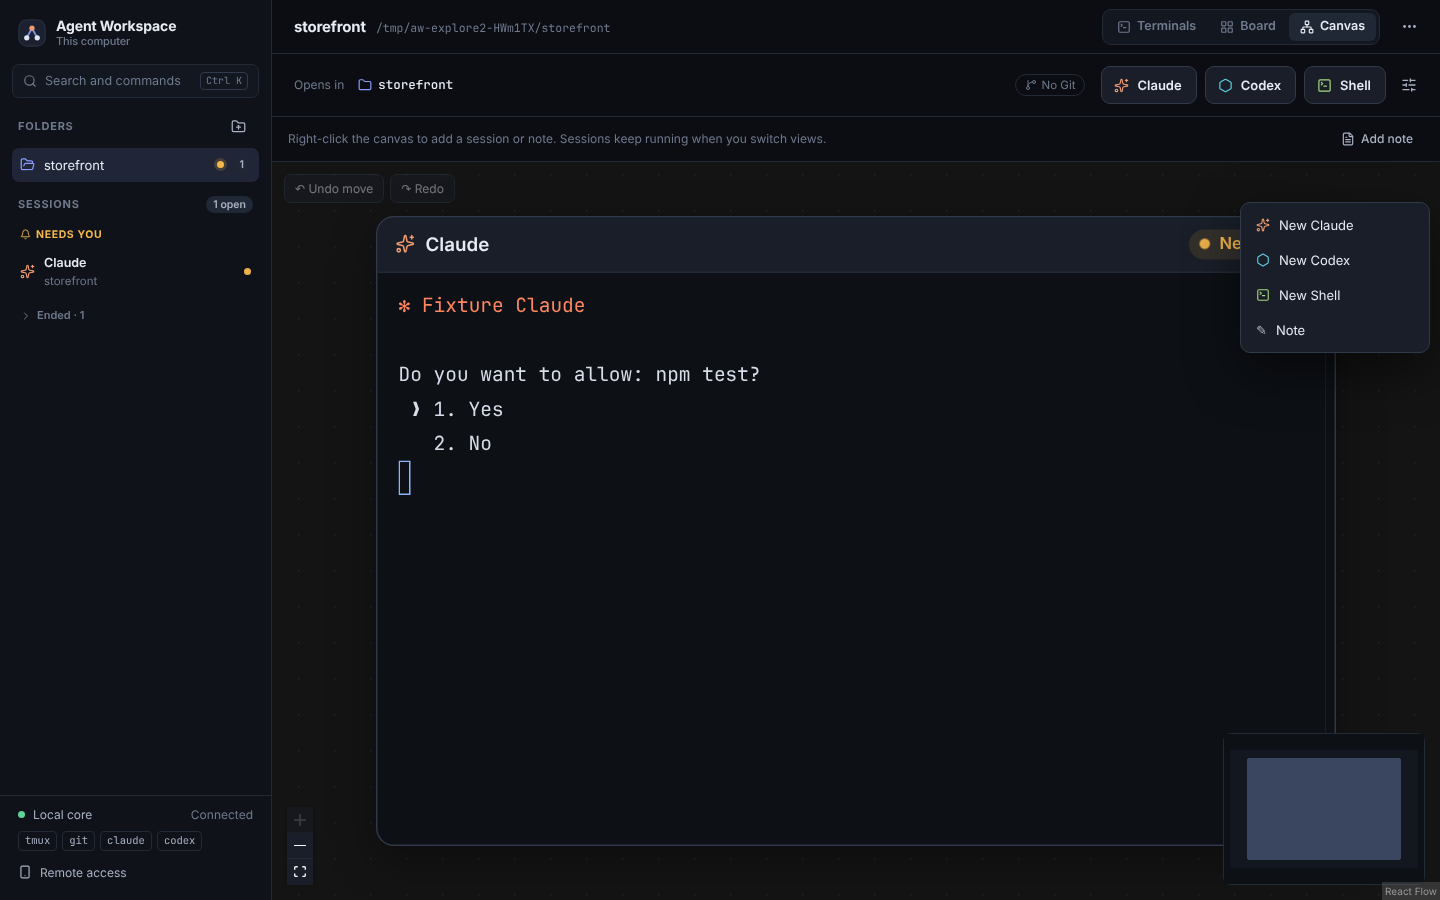 Agent Workspace
This computer
Search and commands Ctrl K
FOLDERS
storefront 1
SESSIONS 1 open
NEEDS YOU
Claude
storefront
Ended · 1
Local core Connected
tmux git claude codex
Remote access
storefront /tmp/aw-explore2-HWm1TX/storefront
Terminals Board Canvas
Opens in storefront
No Git Claude Codex Shell
Right-click the canvas to add a session or note. Sessions keep running when you switch views.
Add note
↶ Undo move ↷ Redo
Claude Ne
✻ Fixture Claude
Do you want to allow: npm test?
❯ 1. Yes
2. No
New Claude
New Codex
New Shell
✎ Note
React Flow